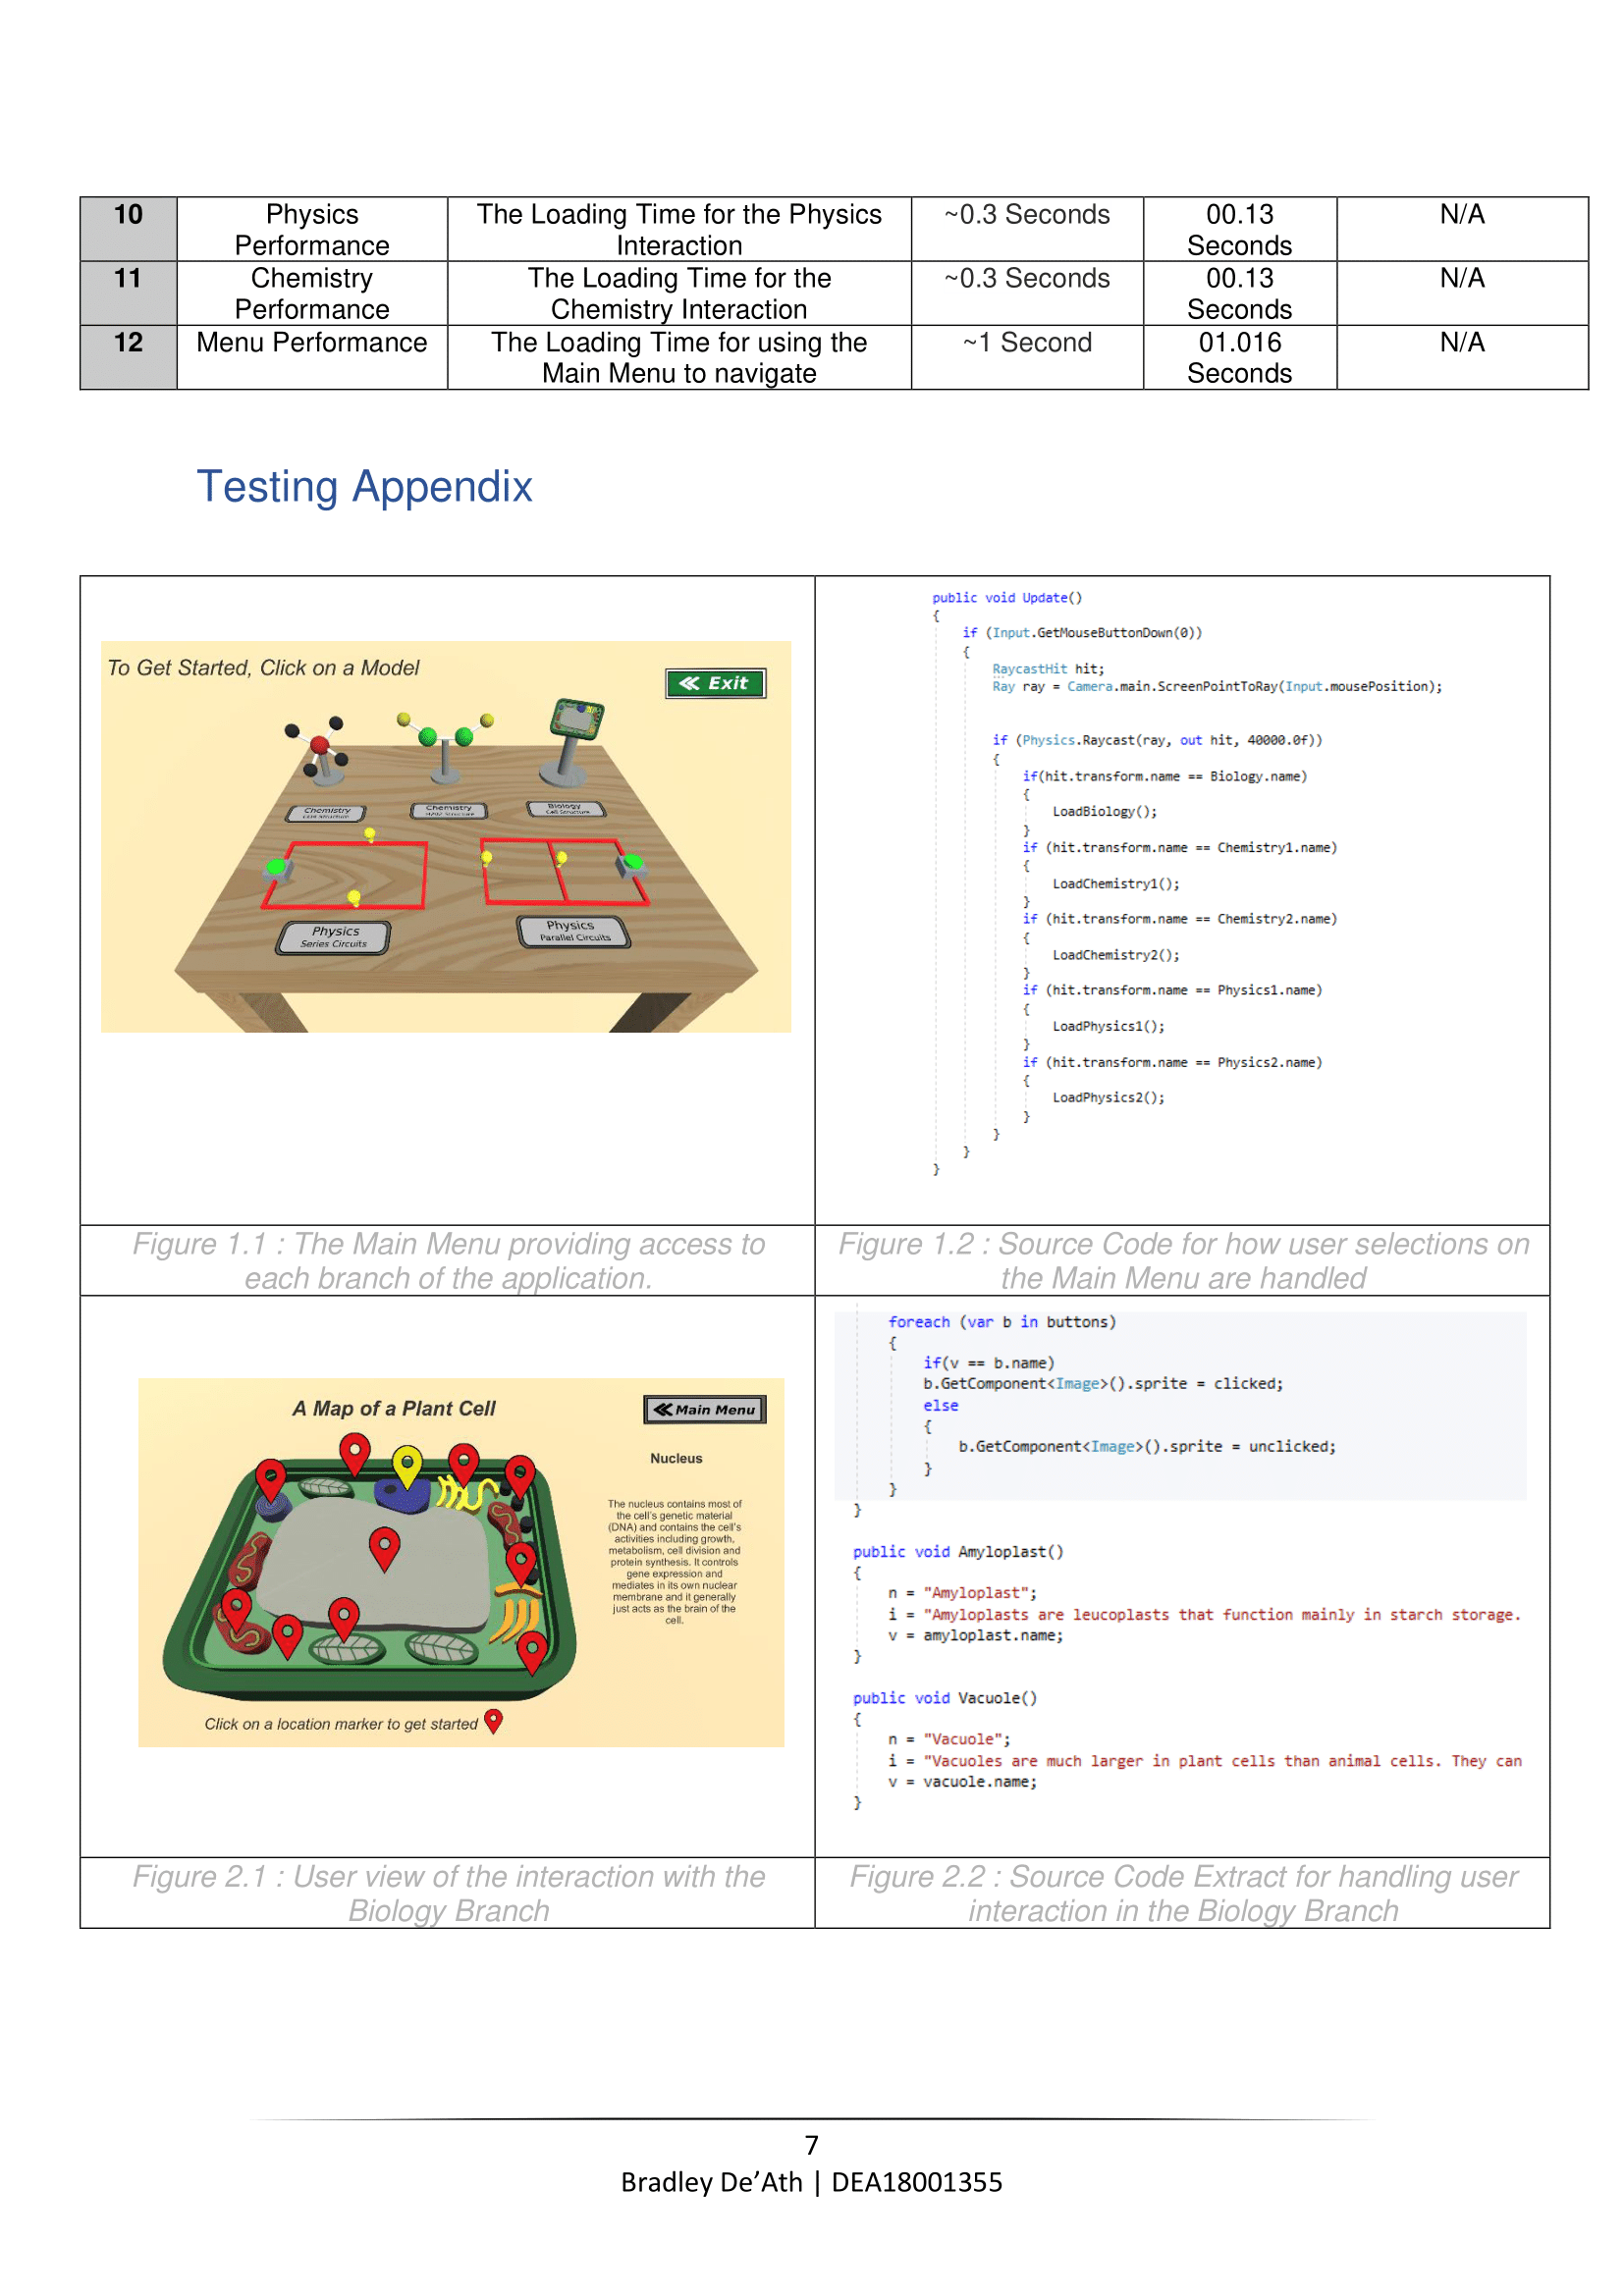 10 Physics Performance The Loading Time for the Physics Interaction ~0.3 Seconds 00.13 Seconds N/A
11 Chemistry Performance The Loading Time for the Chemistry Interaction ~0.3 Seconds 00.13 Seconds N/A
12 Menu Performance The Loading Time for using the Main Menu to navigate ~1 Second 01.016 Seconds N/A
Testing Appendix
To Get Started, Click on a Model
Exit
Chemistry
Chemistry
Biology
Cell Structure
Physics
Series Circuits
Physics
Parallel Circuits
public void Update()
{
if (Input.GetMouseButtonDown(0))
{
RaycastHit hit;
Ray ray = Camera.main.ScreenPointToRay(Input.mousePosition);
if (Physics.Raycast(ray, out hit, 40000.0f))
{
if(hit.transform.name == Biology.name)
{
LoadBiology();
}
if (hit.transform.name == Chemistry1.name)
{
LoadChemistry1();
}
if (hit.transform.name == Chemistry2.name)
{
LoadChemistry2();
}
if (hit.transform.name == Physics1.name)
{
LoadPhysics1();
}
if (hit.transform.name == Physics2.name)
{
LoadPhysics2();
}
}
}
}
Figure 1.1 : The Main Menu providing access to
each branch of the application.
Figure 1.2 : Source Code for how user selections on
the Main Menu are handled
A Map of a Plant Cell
Main Menu
Nucleus
The nucleus contains most of
the cell's genetic material
(DNA) and contains the cell's
activities including growth,
metabolism, cell division and
protein synthesis. It controls
gene expression and
mediates in its own nuclear
membrane and it generally
just acts as the brain of the
cell.
Click on a location marker to get started
foreach (var b in buttons)
{
if(v == b.name)
b.GetComponent<Image>().sprite = clicked;
else
{
b.GetComponent<Image>().sprite = unclicked;
}
}
}
public void Amyloplast()
{
n = "Amyloplast";
i = "Amyloplasts are leucoplasts that function mainly in starch storage.
v = amyloplast.name;
}
public void Vacuole()
{
n = "Vacuole";
i = "Vacuoles are much larger in plant cells than animal cells. They can
v = vacuole.name;
}
Figure 2.1 : User view of the interaction with the
Biology Branch
Figure 2.2 : Source Code Extract for handling user
interaction in the Biology Branch
7
Bradley De’Ath | DEA18001355